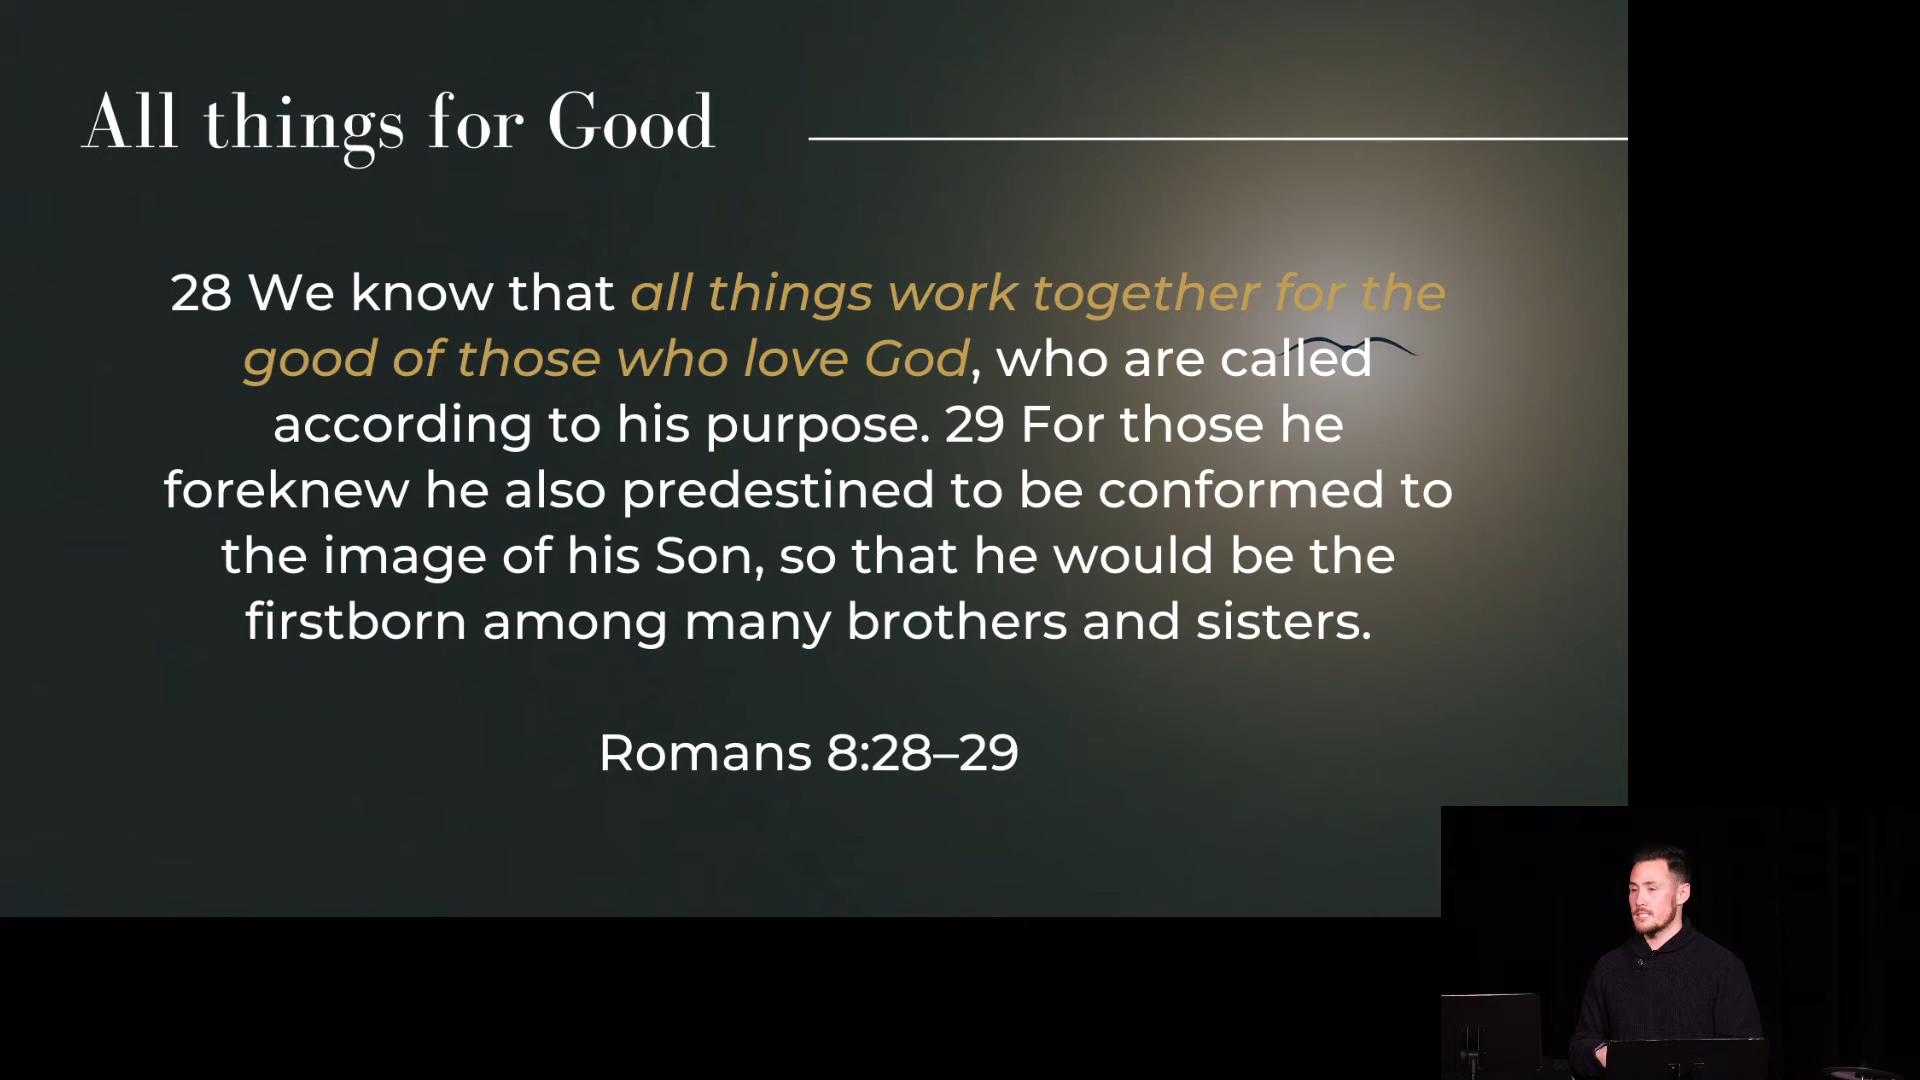 All things for Good
28 We know that all things work together for the
good of those who love God, who are called
according to his purpose. 29 For those he
foreknew he also predestined to be conformed to
the image of his Son, so that he would be the
firstborn among many brothers and sisters.
Romans 8:28–29